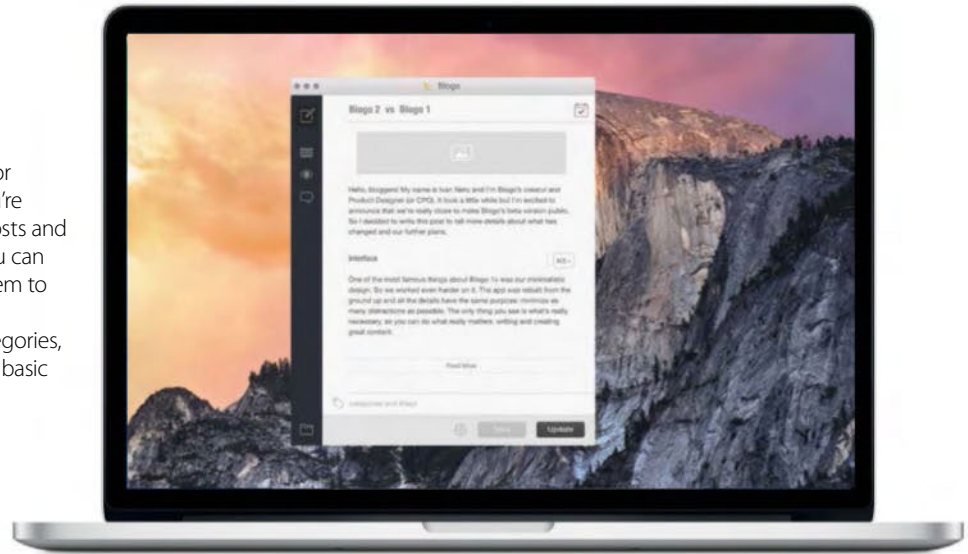 or
're
osts and
u can
em to
egories,
basic
Blogo
Blogo 2 vs Blogo 1
Hello, bloggers! My name is Ivan Neto and I'm Blogo's creator and
Product Designer (or CPO). It took a little while but I'm excited to
announce that we're really close to make Blogo's beta version public.
So I decided to write this post to tell more details about what has
changed and our further plans.
Interface
One of the most famous things about Blogo 1x was our minimalistic
design. So we worked even harder on it. The app was rebuilt from the
ground up and all the details have the same purpose: minimize as
many distractions as possible. The only thing you see is what's really
necessary, so you can do what really matters: writing and creating
great content.
Read More
categories and
Update